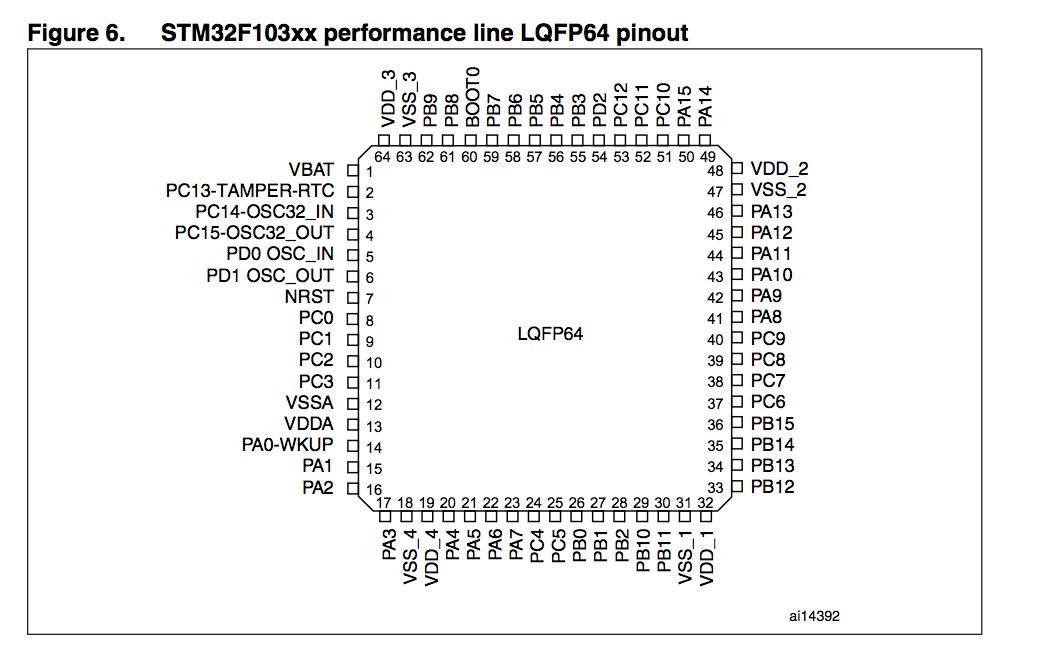 Figure 6. STM32F103xx performance line LQFP64 pinout
VDD_3
VSS_3
PB9
PB8
BOOT0
PB7
PB6
PB5
PB4
PB3
PD2
PC12
PC11
PC10
PA15
PA14
64 63 62 61 60 59 58 57 56 55 54 53 52 51 50 49
VBAT 1
PC13-TAMPER-RTC 2
PC14-OSC32_IN 3
PC15-OSC32_OUT 4
PD0 OSC_IN 5
PD1 OSC_OUT 6
NRST 7
PC0 8
PC1 9
PC2 10
PC3 11
VSSA 12
VDDA 13
PA0-WKUP 14
PA1 15
PA2 16
LQFP64
48 VDD_2
47 VSS_2
46 PA13
45 PA12
44 PA11
43 PA10
42 PA9
41 PA8
40 PC9
39 PC8
38 PC7
37 PC6
36 PB15
35 PB14
34 PB13
33 PB12
17 18 19 20 21 22 23 24 25 26 27 28 29 30 31 32
PA3
VSS_4
VDD_4
PA4
PA5
PA6
PA7
PC4
PC5
PB0
PB1
PB2
PB10
PB11
VSS_1
VDD_1
ai14392